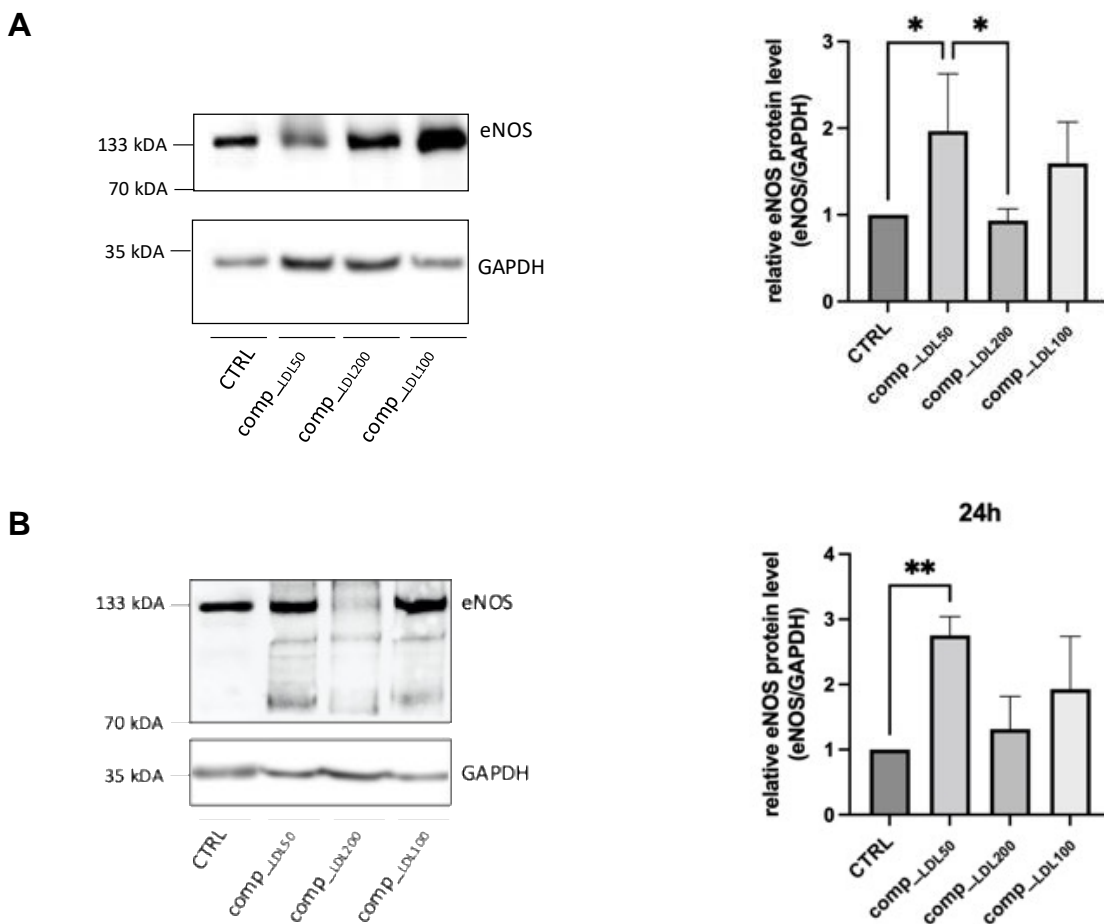 A
133 kDA
70 kDA
eNOS
35 kDA
GAPDH
CTRL
comp_LDL50
comp_LDL200
comp_LDL100
relative eNOS protein level
(eNOS/GAPDH)
3
2
1
0
* *
CTRL
comp_LDL50
comp_LDL200
comp_LDL100
B
133 kDA
70 kDA
eNOS
35 kDA
GAPDH
CTRL
comp_LDL50
comp_LDL200
comp_LDL100
24h
relative eNOS protein level
(eNOS/GAPDH)
4
3
2
1
0
**
CTRL
comp_LDL50
comp_LDL200
comp_LDL100